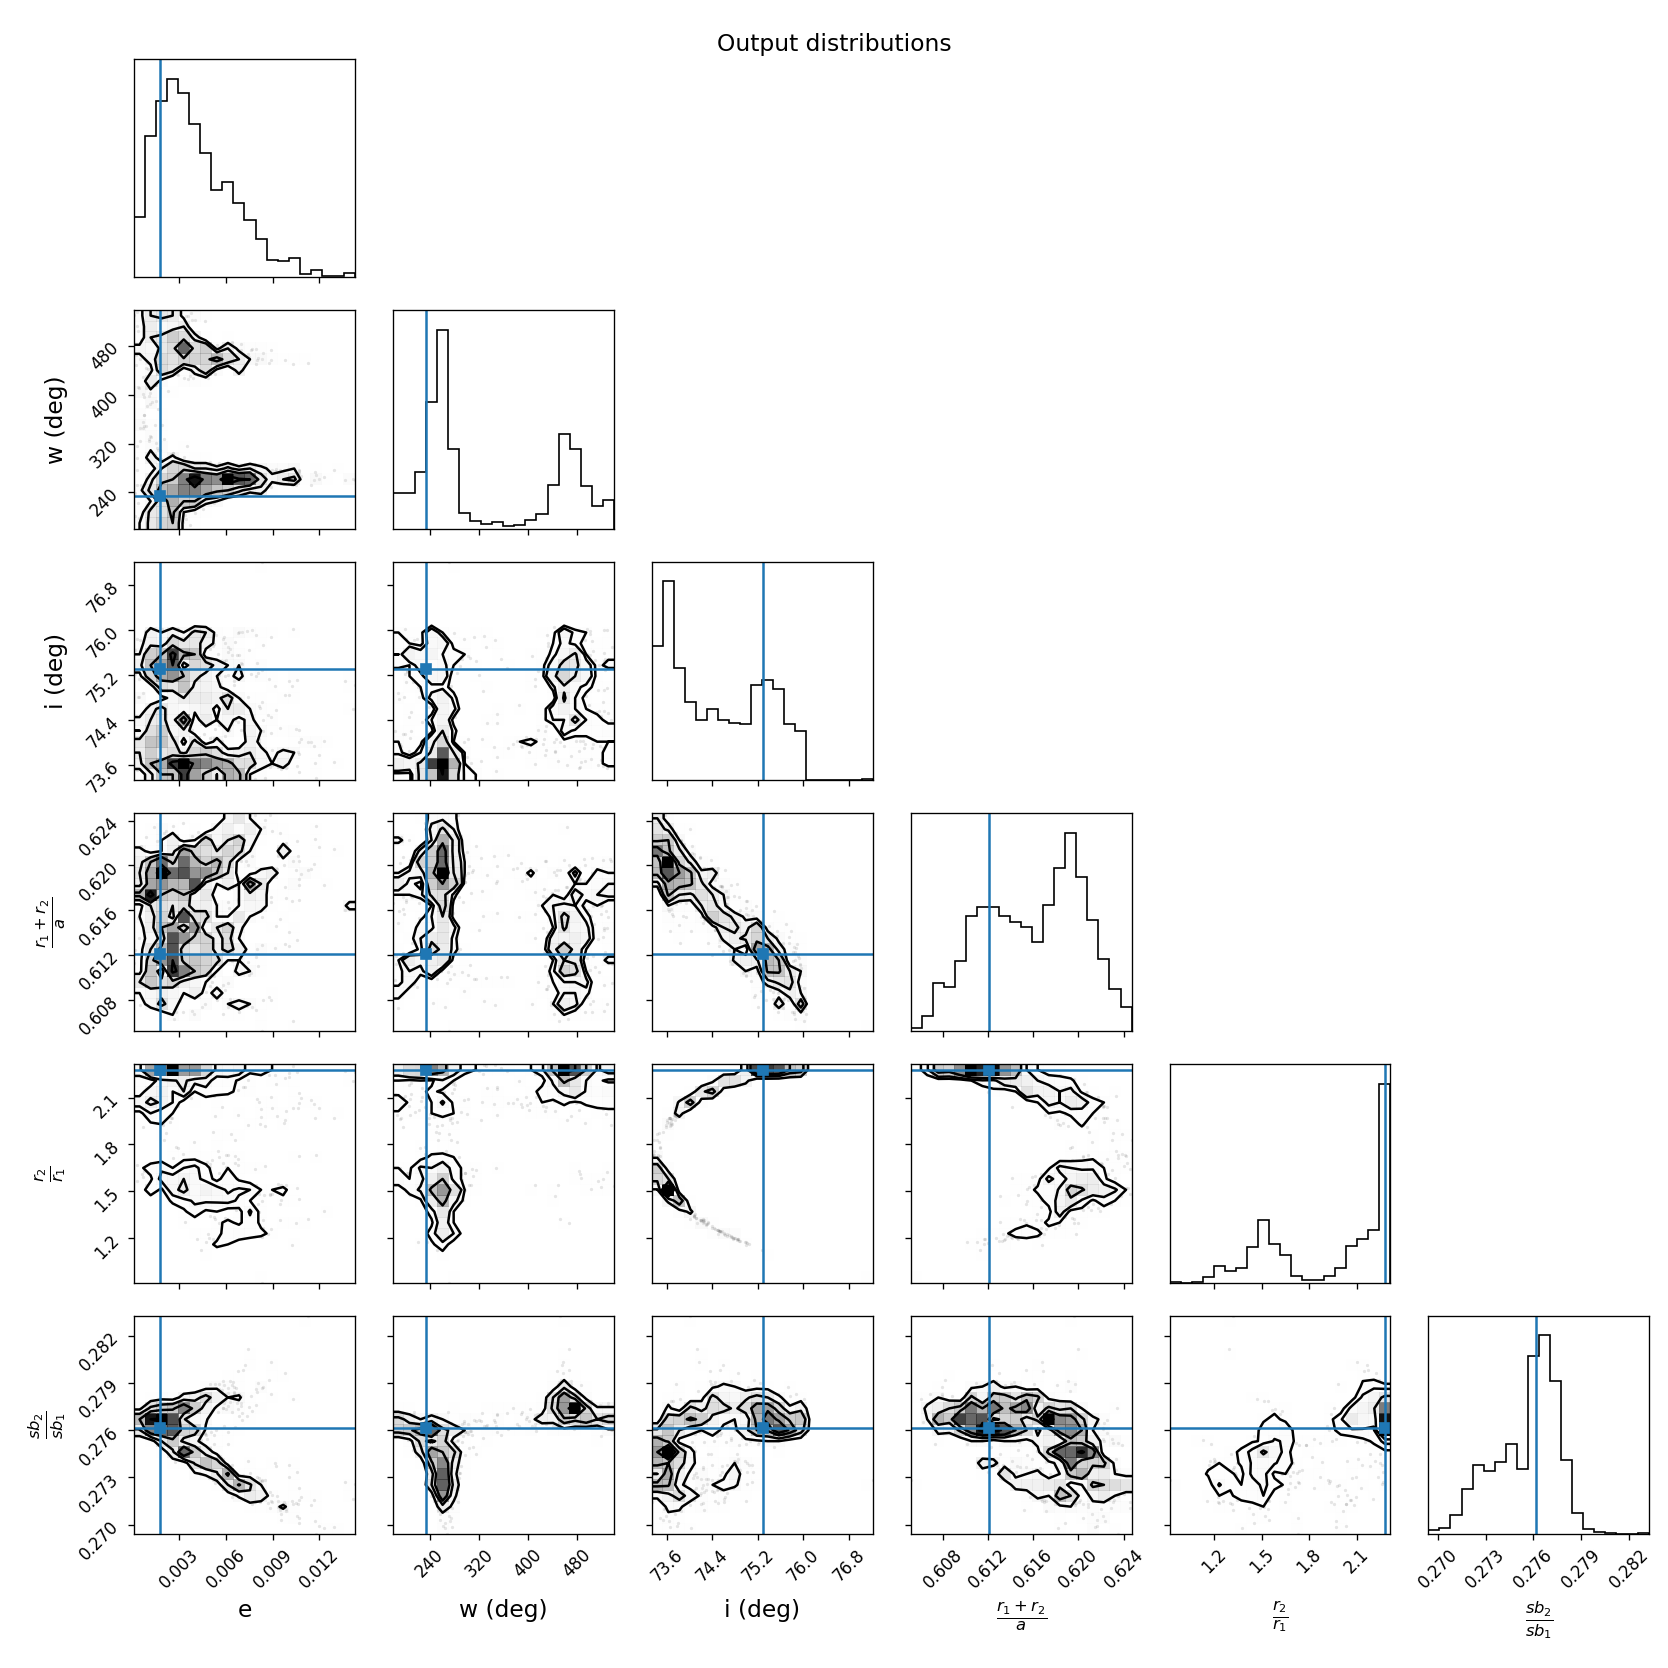 Output distributions
w (deg)
480
400
320
240
i (deg)
76.8
76.0
75.2
74.4
73.6
r₁ + r₂
a
0.624
0.620
0.616
0.612
0.608
r₂
r₁
2.1
1.8
1.5
1.2
sb₂
sb₁
0.282
0.279
0.276
0.273
0.270
0.003 0.006 0.009 0.012 240 320 400 480 73.6 74.4 75.2 76.0 76.8 0.608 0.612 0.616 0.620 0.624 1.2 1.5 1.8 2.1 0.270 0.273 0.276 0.279 0.282
e w (deg) i (deg) r₁ + r₂ r₂ sb₂
a r₁ sb₁